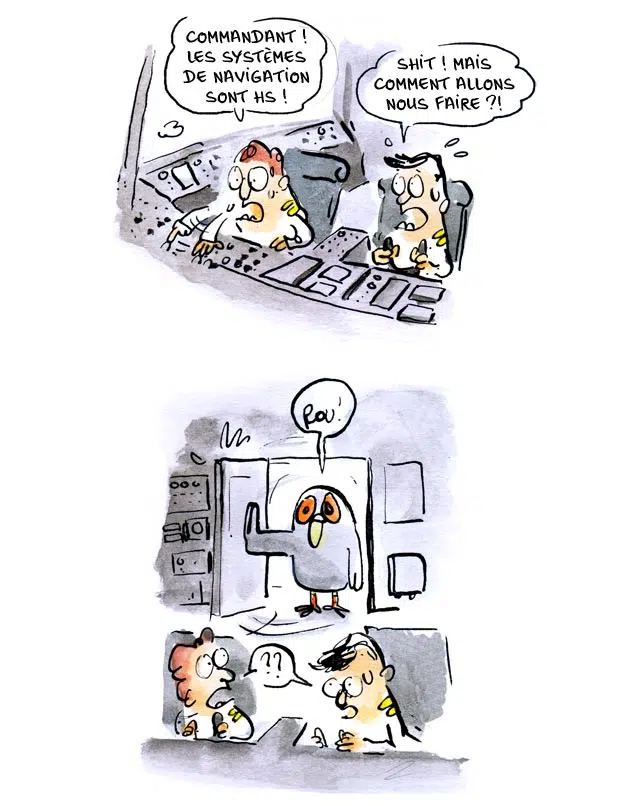 COMMANDANT !
LES SYSTÈMES
DE NAVIGATION
SONT HS !
SHIT ! MAIS
COMMENT ALLONS
NOUS FAIRE ?!
ROU !
??